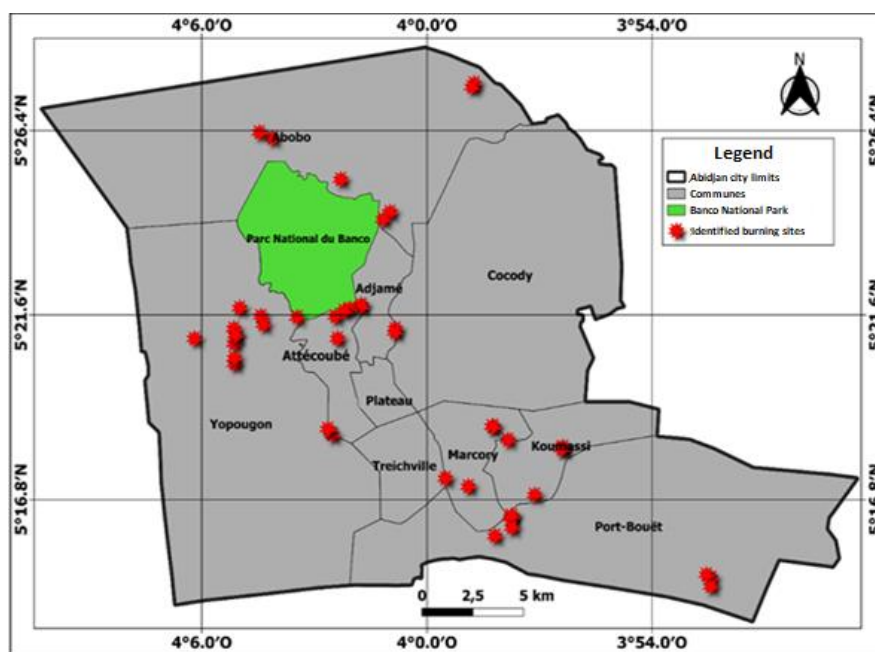 4°6.0'O 4°0.0'O 3°54.0'O
N
5°26.4'N 5°26.4'N
Legend
Abidjan city limits
Communes
Banco National Park
Identified burning sites
Abobo
Parc National du Banco
Cocody
Adjamé
5°21.6'N 5°21.6'N
Attécoubé
Plateau
Yopougon
Koumassi
Marcory
Treichville
5°16.8'N 5°16.8'N
Port-Bouët
0 2,5 5 km
4°6.0'O 4°0.0'O 3°54.0'O